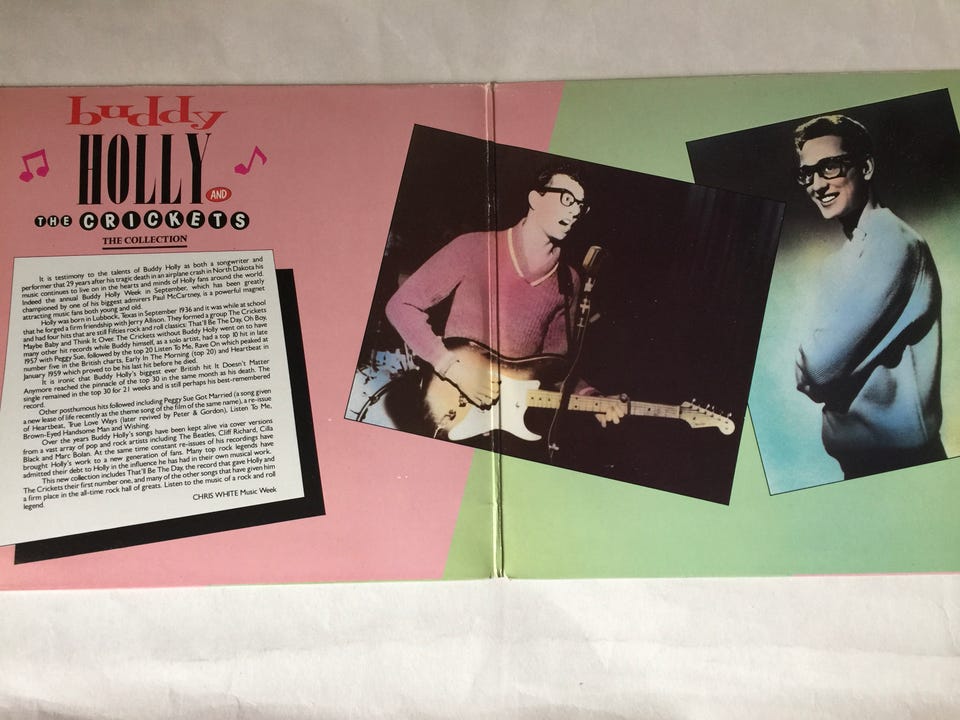 buddy
HOLLY
AND
THE CRICKETS
THE COLLECTION
It is testimony to the talents of Buddy Holly as both a songwriter and
performer that 29 years after his tragic death in an airplane crash in North Dakota his
music continues to live on in the hearts and minds of Holly fans around the world.
Indeed the annual Buddy Holly Week in September, which has been greatly
championed by one of his biggest admirers Paul McCartney, is a powerful magnet
attracting music fans both young and old.
Holly was born in Lubbock, Texas in September 1936 and it was while at school
that he forged a firm friendship with Jerry Allison. They formed a group The Crickets
and had four hits that are still Fifties rock and roll classics: That'll Be The Day, Oh Boy,
Maybe Baby and Think It Over. The Crickets without Buddy Holly went on to have
many other hit records while Buddy himself, as a solo artist, had a top 10 hit in late
1957 with Peggy Sue, followed by the top 20 Listen To Me, Rave On which peaked at
number five in the British charts, Early In The Morning (top 20) and Heartbeat in
January 1959 which proved to be his last hit before he died.
It is ironic that Buddy Holly's biggest ever British hit It Doesn't Matter
Anymore reached the pinnacle of the top 30 in the same month as his death. The
single remained in the top 30 for 21 weeks and is still perhaps his best-remembered
record.
Other posthumous hits followed including Peggy Sue Got Married (a song given
a new lease of life recently as the theme song of the film of the same name), a re-issue
of Heartbeat, True Love Ways (later revived by Peter & Gordon), Listen To Me,
Brown-Eyed Handsome Man and Wishing.
Over the years Buddy Holly's songs have been kept alive via cover versions
from a vast array of pop and rock artists including The Beatles, Cliff Richard, Cilla
Black and Marc Bolan. At the same time constant re-issues of his recordings have
brought Holly's work to a new generation of fans. Many top rock legends have
admitted their debt to Holly in the influence he has had in their own musical work.
This new collection includes That'll Be The Day, the record that gave Holly and
The Crickets their first number one, and many of the other songs that have given him
a firm place in the all-time rock hall of greats. Listen to the music of a rock and roll
legend.
CHRIS WHITE Music Week